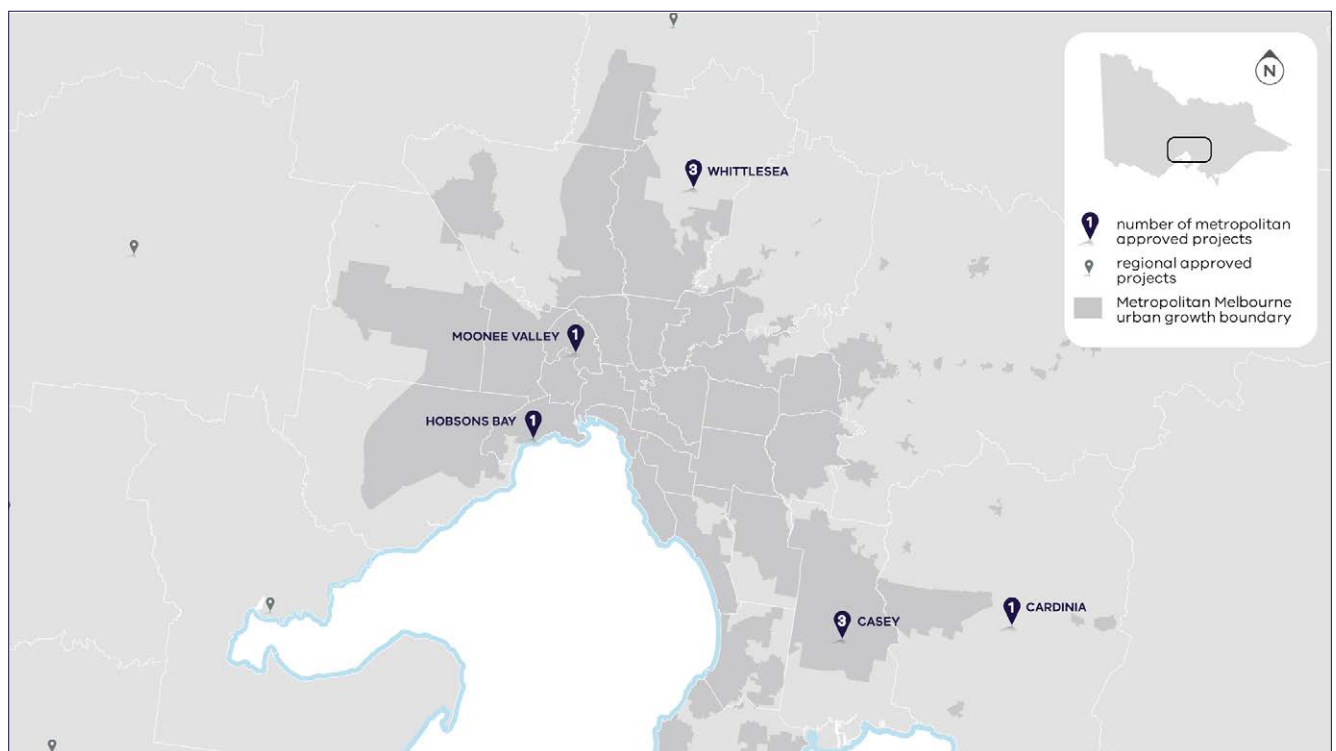 N
3 WHITTLESEA
1 number of metropolitan
approved projects
regional approved
projects
Metropolitan Melbourne
urban growth boundary
MOONEE VALLEY 1
HOBSONS BAY 1
1 CARDINIA
3 CASEY